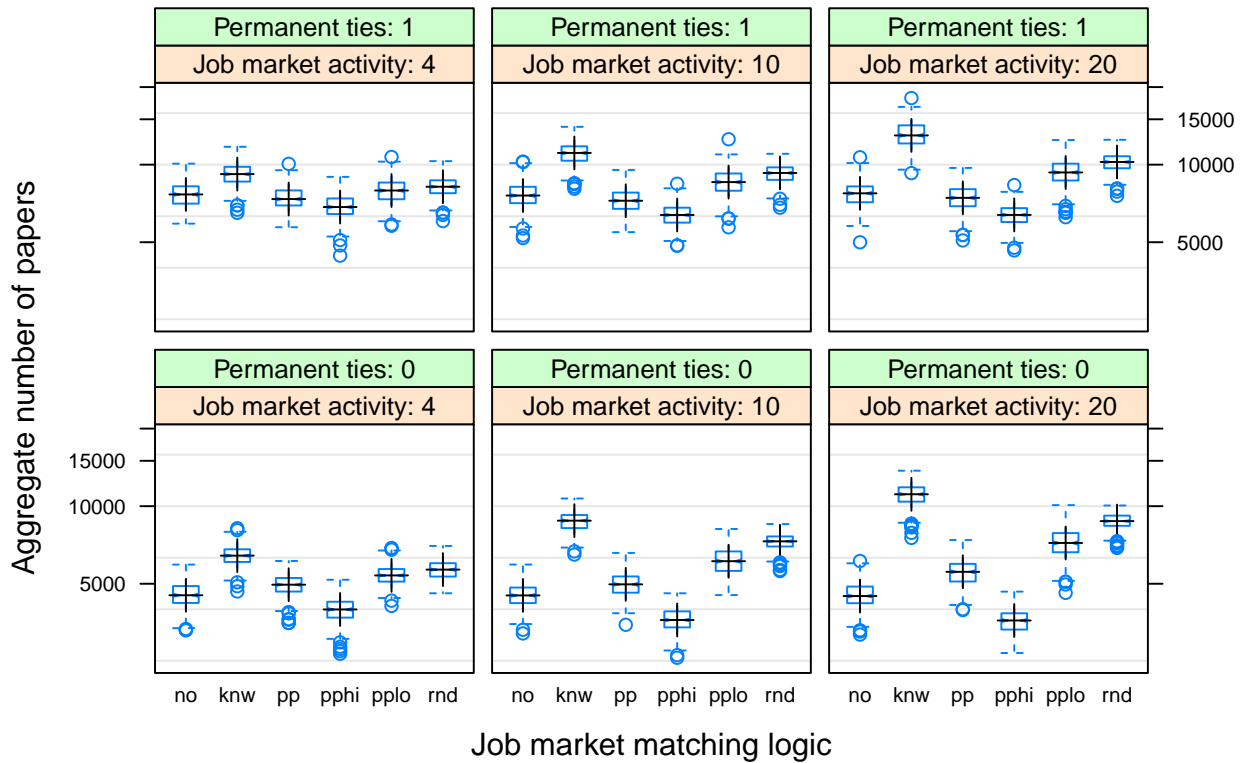 Permanent ties: 1
Permanent ties: 1
Permanent ties: 1
Job market activity: 4
Job market activity: 10
Job market activity: 20
15000
10000
5000
Aggregate number of papers
Permanent ties: 0
Permanent ties: 0
Permanent ties: 0
Job market activity: 4
Job market activity: 10
Job market activity: 20
15000
10000
5000
no knw pp pphi pplo rnd
no knw pp pphi pplo rnd
no knw pp pphi pplo rnd
Job market matching logic